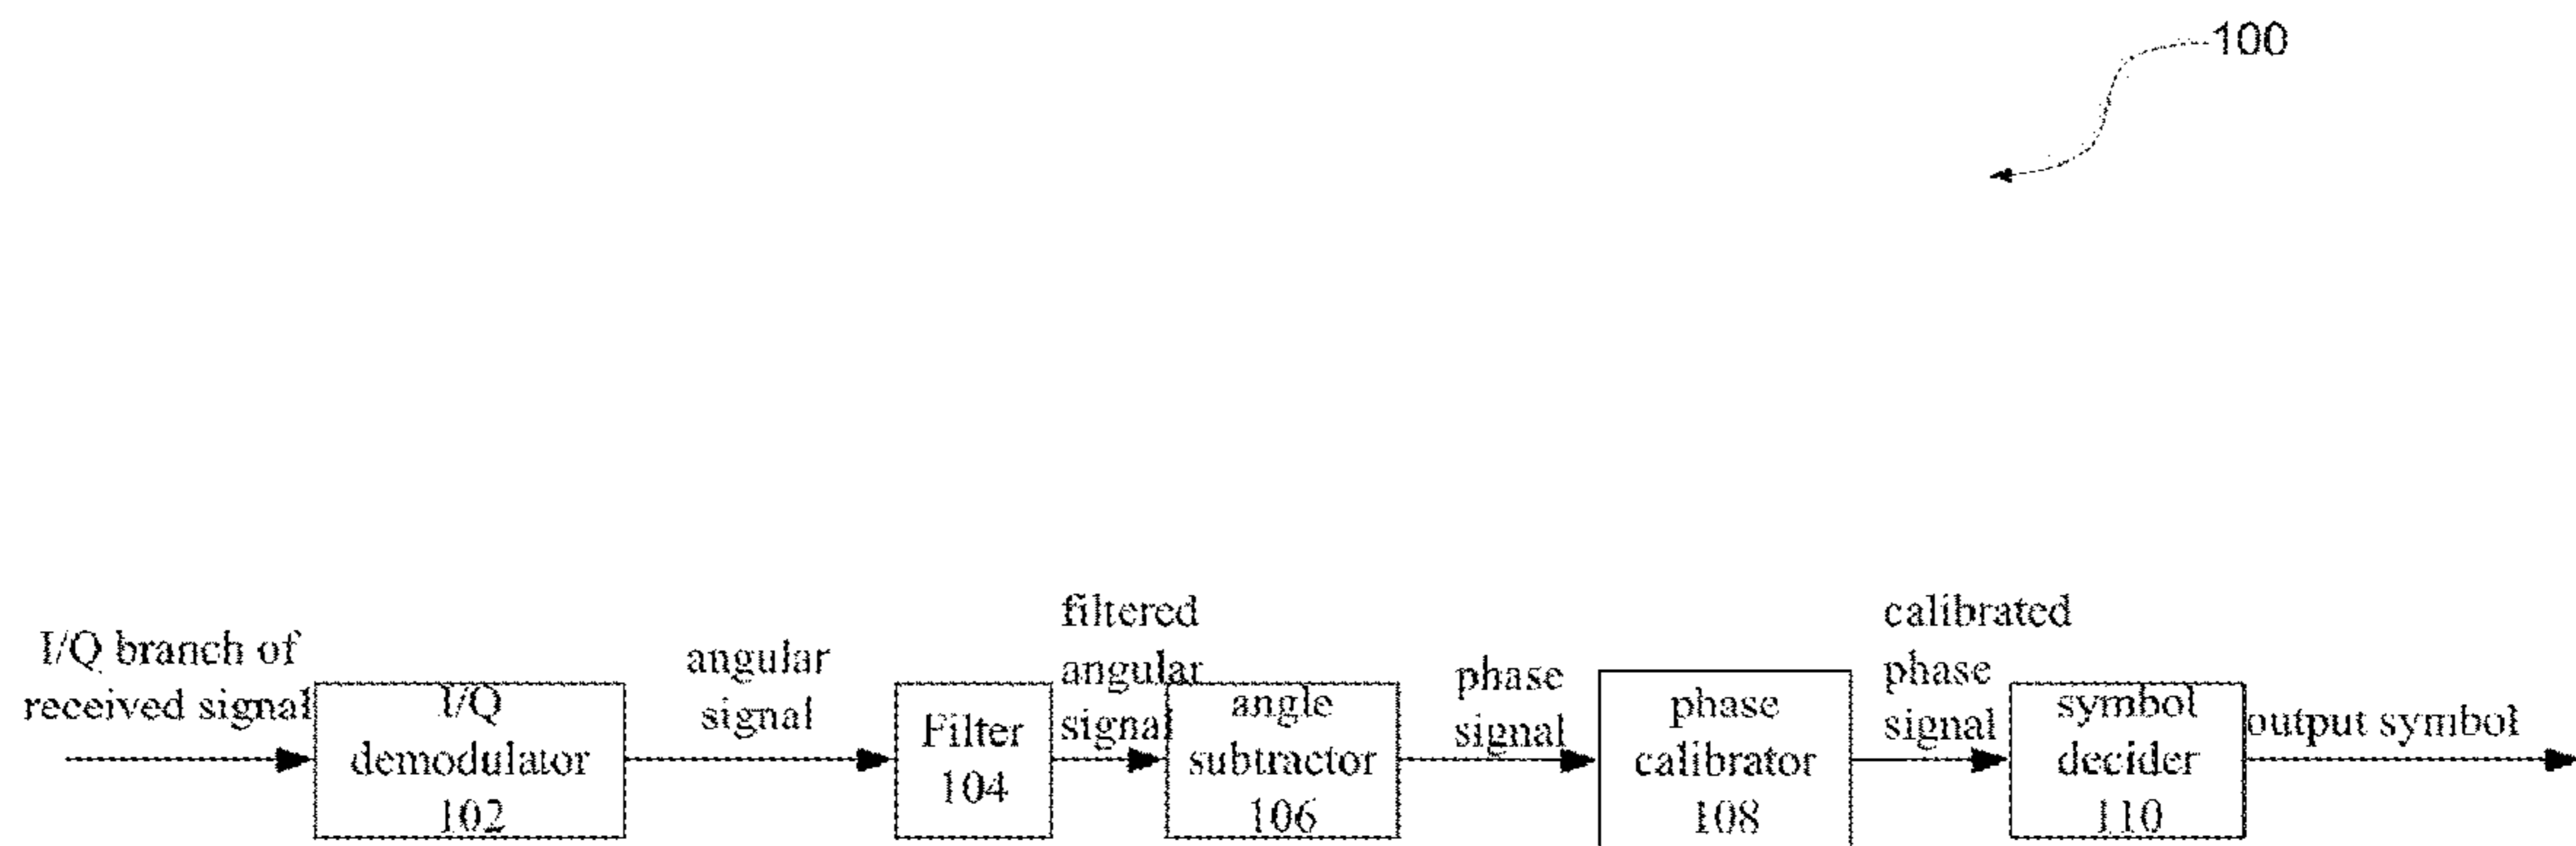 100
I/Q branch of
received signal
I/Q
demodulator
102
angular
signal
Filter
104
filtered
angular
signal
angle
subtractor
106
phase
signal
phase
calibrator
108
calibrated
phase
signal
symbol
decider
110
output symbol